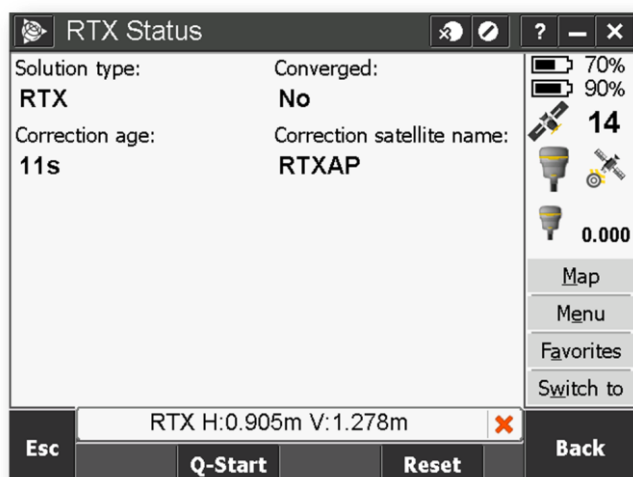 RTX Status
? — ×
Solution type:
RTX
Converged:
No
Correction age:
11s
Correction satellite name:
RTXAP
70%
90%
14
0.000
Map
Menu
Favorites
Switch to
RTX H:0.905m V:1.278m
Esc
Q-Start
Reset
Back